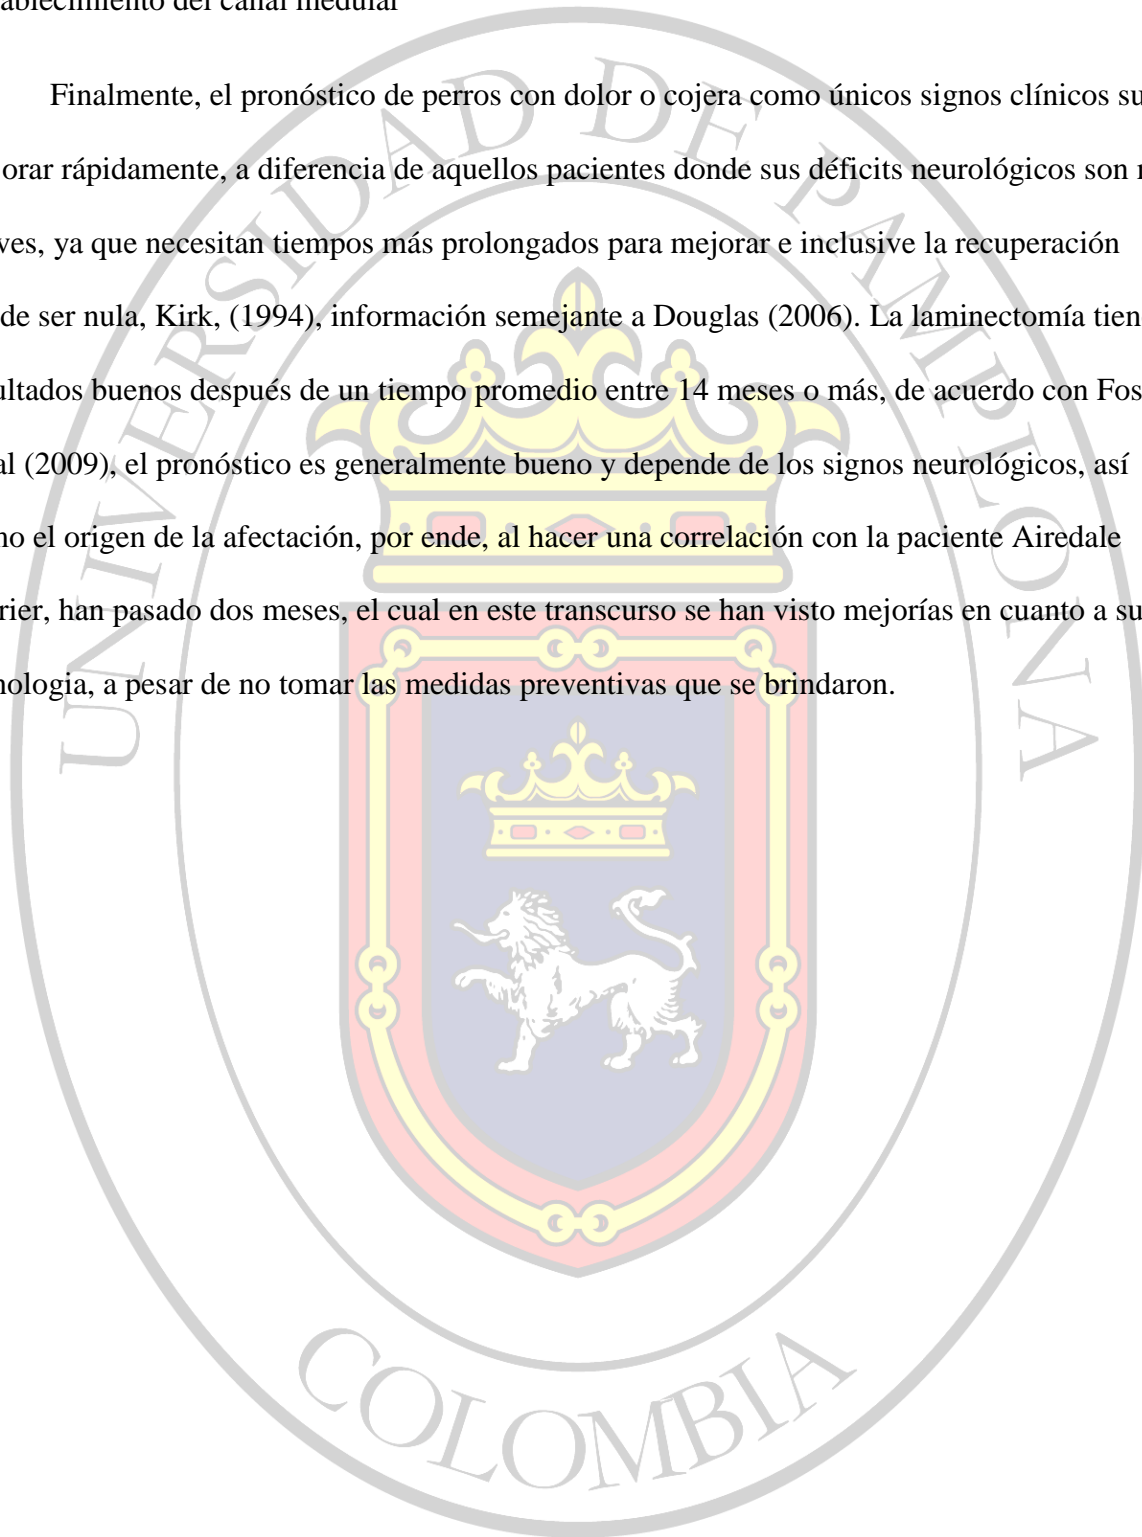 ablecimiento del canal medular
Finalmente, el pronóstico de perros con dolor o cojera como únicos signos clínicos su
orar rápidamente, a diferencia de aquellos pacientes donde sus déficits neurológicos son
ves, ya que necesitan tiempos más prolongados para mejorar e inclusive la recuperación
de ser nula, Kirk, (1994), información semejante a Douglas (2006). La laminectomía tien
ultados buenos después de un tiempo promedio entre 14 meses o más, de acuerdo con Fos
al (2009), el pronóstico es generalmente bueno y depende de los signos neurológicos, así
no el origen de la afectación, por ende, al hacer una correlación con la paciente Airedale
rier, han pasado dos meses, el cual en este transcurso se han visto mejorías en cuanto a su
nologia, a pesar de no tomar las medidas preventivas que se brindaron.
UNIVERSIDAD DE PAMPLONA
COLOMBIA